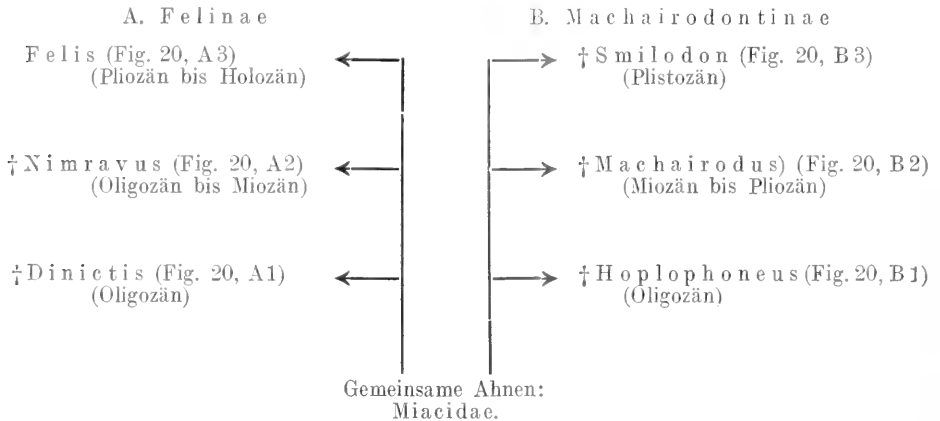 A. Felinae
Felis (Fig. 20, A3)
(Pliozän bis Holozän)
†Nimravus (Fig. 20, A2)
(Oligozän bis Miozän)
†Dinictis (Fig. 20, A1)
(Oligozän)
B. Machairodontinae
†Smilodon (Fig. 20, B3)
(Plistozän)
†Machairodus) (Fig. 20, B2)
(Miozän bis Pliozän)
†Hoplophoneus (Fig. 20, B1)
(Oligozän)
Gemeinsame Ahnen:
Miacidae.